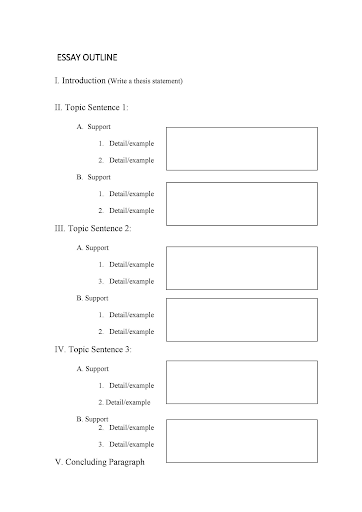 ESSAY OUTLINE
I. Introduction (Write a thesis statement)
II. Topic Sentence 1:
A. Support
1. Detail/example
2. Detail/example
B. Support
1. Detail/example
2. Detail/example
III. Topic Sentence 2:
A. Support
1. Detail/example
3. Detail/example
B. Support
1. Detail/example
2. Detail/example
IV. Topic Sentence 3:
A. Support
1. Detail/example
2. Detail/example
B. Support
2. Detail/example
3. Detail/example
V. Concluding Paragraph